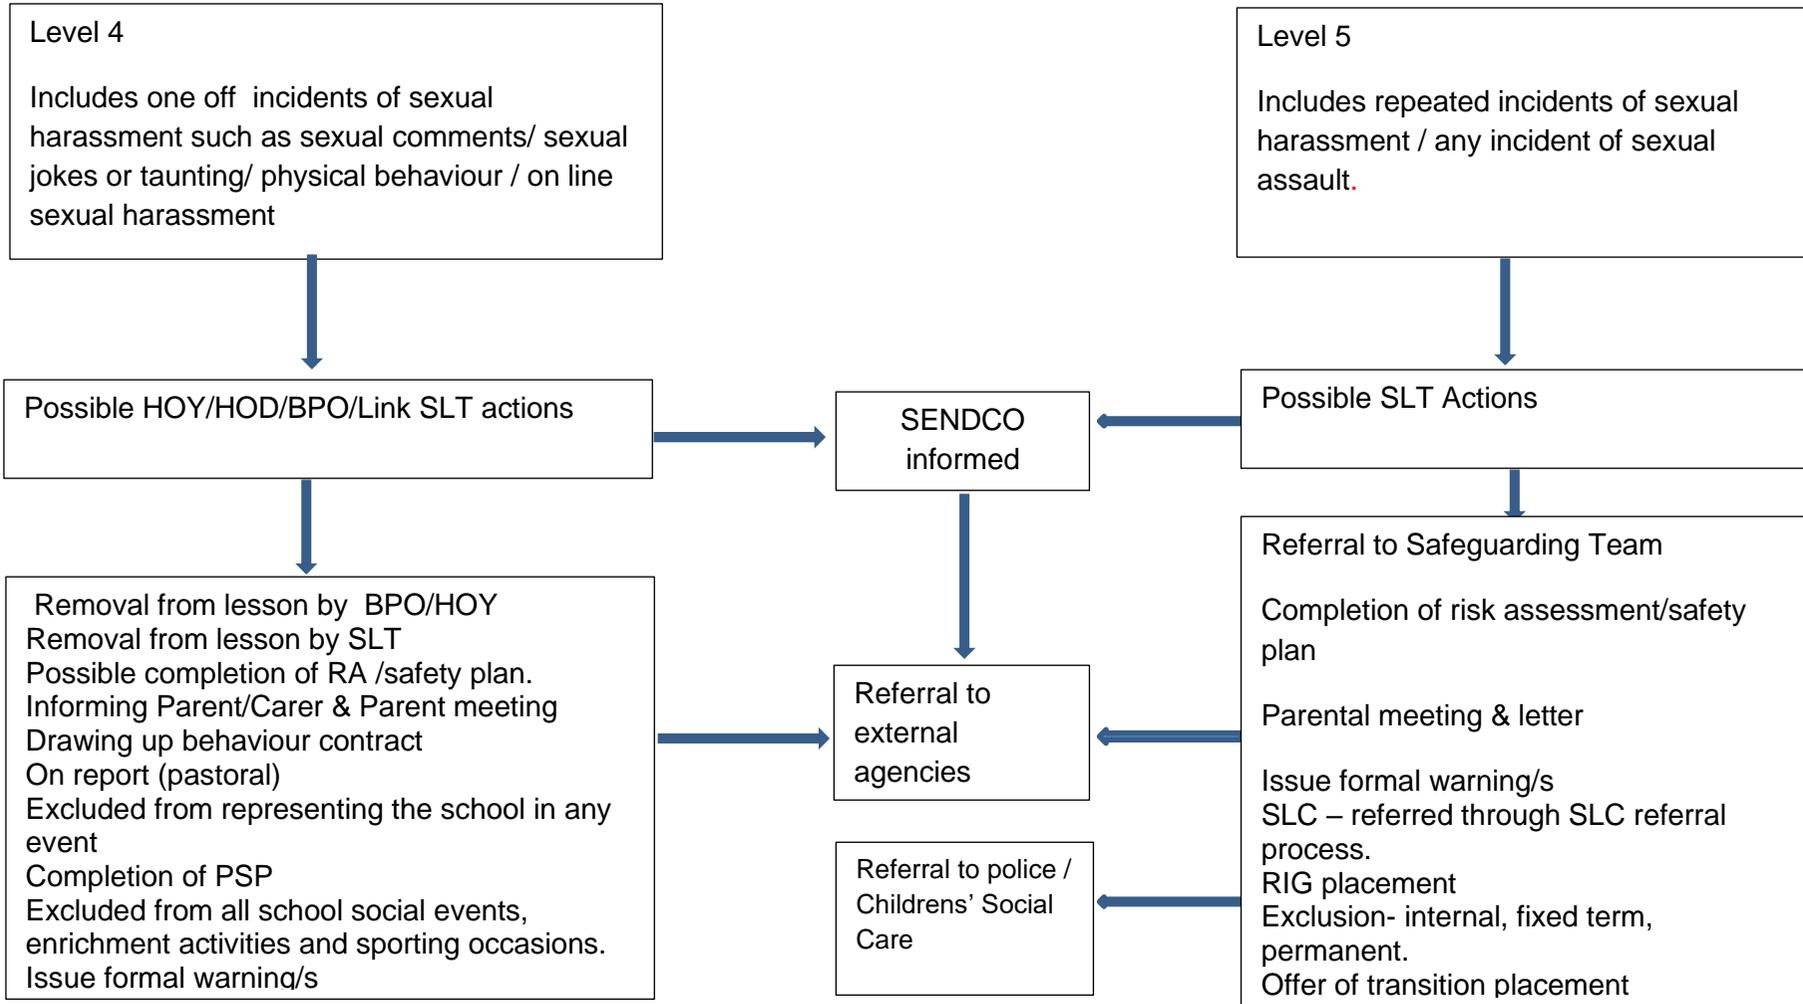 Level 4
Includes one off  incidents of sexual
harassment such as sexual comments/ sexual
jokes or taunting/ physical behaviour / on line
sexual harassment
Level 5
Includes repeated incidents of sexual
harassment / any incident of sexual
assault.
Possible HOY/HOD/BPO/Link SLT actions
SENDCO
informed
Possible SLT Actions
Removal from lesson by  BPO/HOY
Removal from lesson by SLT
Possible completion of RA /safety plan.
Informing Parent/Carer & Parent meeting
Drawing up behaviour contract
On report (pastoral)
Excluded from representing the school in any
event
Completion of PSP
Excluded from all school social events,
enrichment activities and sporting occasions.
Issue formal warning/s
Referral to
external
agencies
Referral to police /
Childrens’ Social
Care
Referral to Safeguarding Team
Completion of risk assessment/safety
plan
Parental meeting & letter
Issue formal warning/s
SLC – referred through SLC referral
process.
RIG placement
Exclusion- internal, fixed term,
permanent.
Offer of transition placement